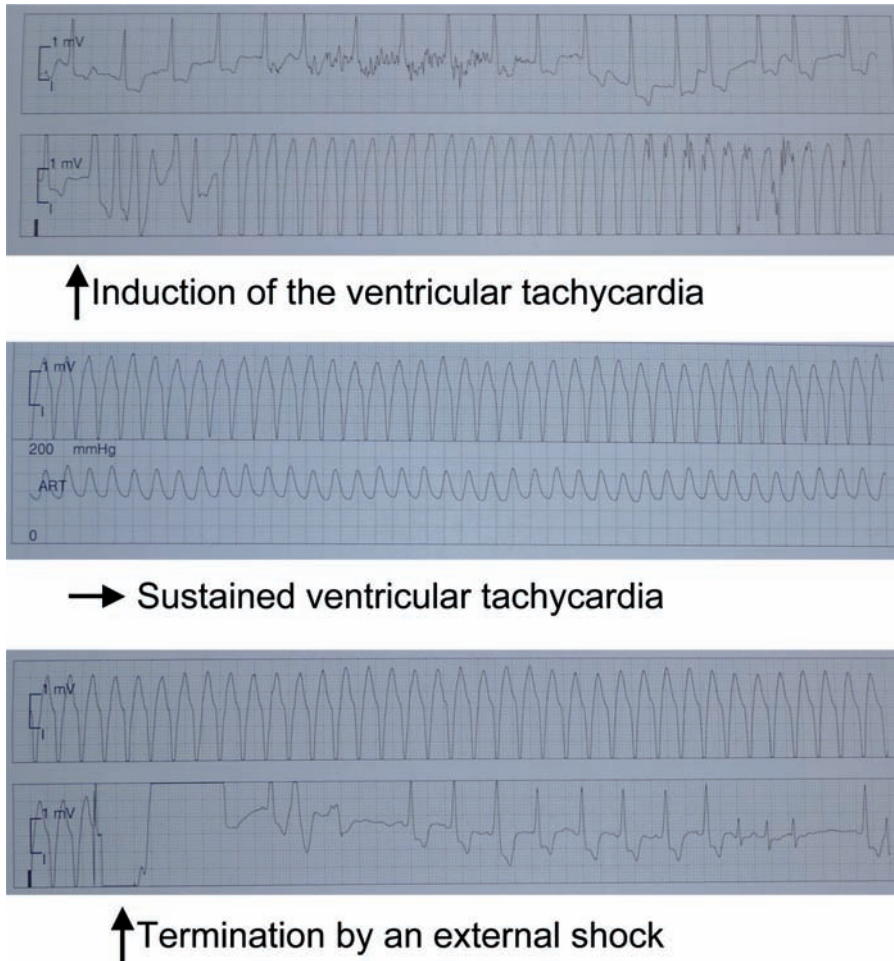 1 mV
I
1 mV
I
Induction of the ventricular tachycardia
1 mV
I
200 mmHg
ART
0
Sustained ventricular tachycardia
1 mV
I
1 mV
I
Termination by an external shock